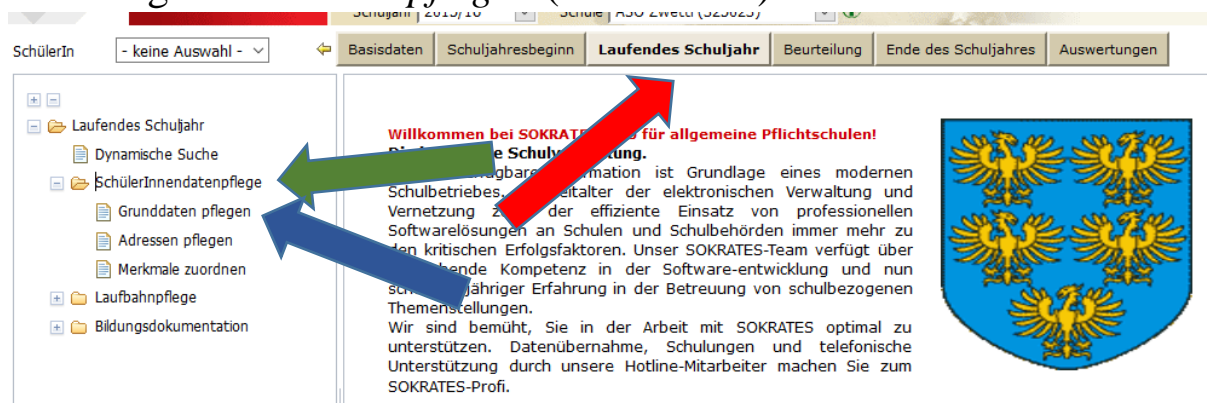 Schuljahr Schule ASO Zwettl
SchülerIn - keine Auswahl - Basisdaten Schuljahresbeginn Laufendes Schuljahr Beurteilung Ende des Schuljahres Auswertungen
Laufendes Schuljahr
Dynamische Suche
SchülerInnendatenpflege
Grunddaten pflegen
Adressen pflegen
Merkmale zuordnen
Laufbahnpflege
Bildungsdokumentation
Willkommen bei für allgemeine Pflichtschulen!
ist Grundlage eines modernen
Schulbetriebes. der elektronischen Verwaltung und
Vernetzung der effiziente Einsatz von professionellen
Softwarelösungen an Schulen und Schulbehörden immer mehr zu
den kritischen Erfolgsfaktoren. Unser SOKRATES-Team verfügt über
Kompetenz in der Software-entwicklung und nun
Erfahrung in der Betreuung von schulbezogenen
Themenstellungen.
Wir sind bemüht, Sie in der Arbeit mit SOKRATES optimal zu
unterstützen. Datenübernahme, Schulungen und telefonische
Unterstützung durch unsere Hotline-Mitarbeiter machen Sie zum
SOKRATES-Profi.